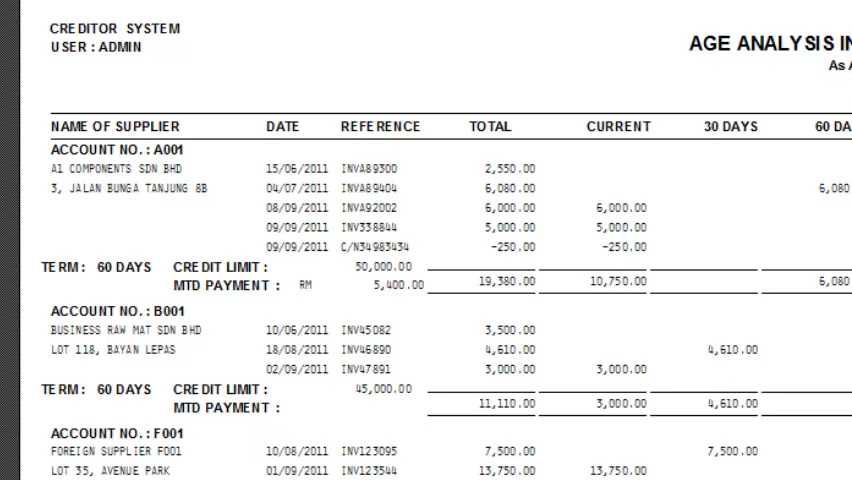 CREDITOR SYSTEM
USER : ADMIN
AGE ANALYSIS IN
As A
NAME OF SUPPLIER DATE REFERENCE TOTAL CURRENT 30 DAYS 60 DA
ACCOUNT NO. : A001
A1 COMPONENTS SDN BHD 15/06/2011 INVA89300 2,550.00
3, JALAN BUNGA TANJUNG 8B 04/07/2011 INVA89404 6,080.00 6,080
08/09/2011 INVA92002 6,000.00 6,000.00
09/09/2011 INV338844 5,000.00 5,000.00
09/09/2011 C/N34983434 -250.00 -250.00
TERM : 60 DAYS CREDIT LIMIT : 50,000.00
MTD PAYMENT : RM 5,400.00 19,380.00 10,750.00 6,080
ACCOUNT NO. : B001
BUSINESS RAW MAT SDN BHD 10/06/2011 INV45082 3,500.00
LOT 118, BAYAN LEPAS 18/08/2011 INV46890 4,610.00 4,610.00
02/09/2011 INV47891 3,000.00 3,000.00
TERM : 60 DAYS CREDIT LIMIT : 45,000.00
MTD PAYMENT : 11,110.00 3,000.00 4,610.00
ACCOUNT NO. : F001
FOREIGN SUPPLIER F001 10/08/2011 INV123095 7,500.00 7,500.00
LOT 35, AVENUE PARK 01/09/2011 INV123544 13,750.00 13,750.00